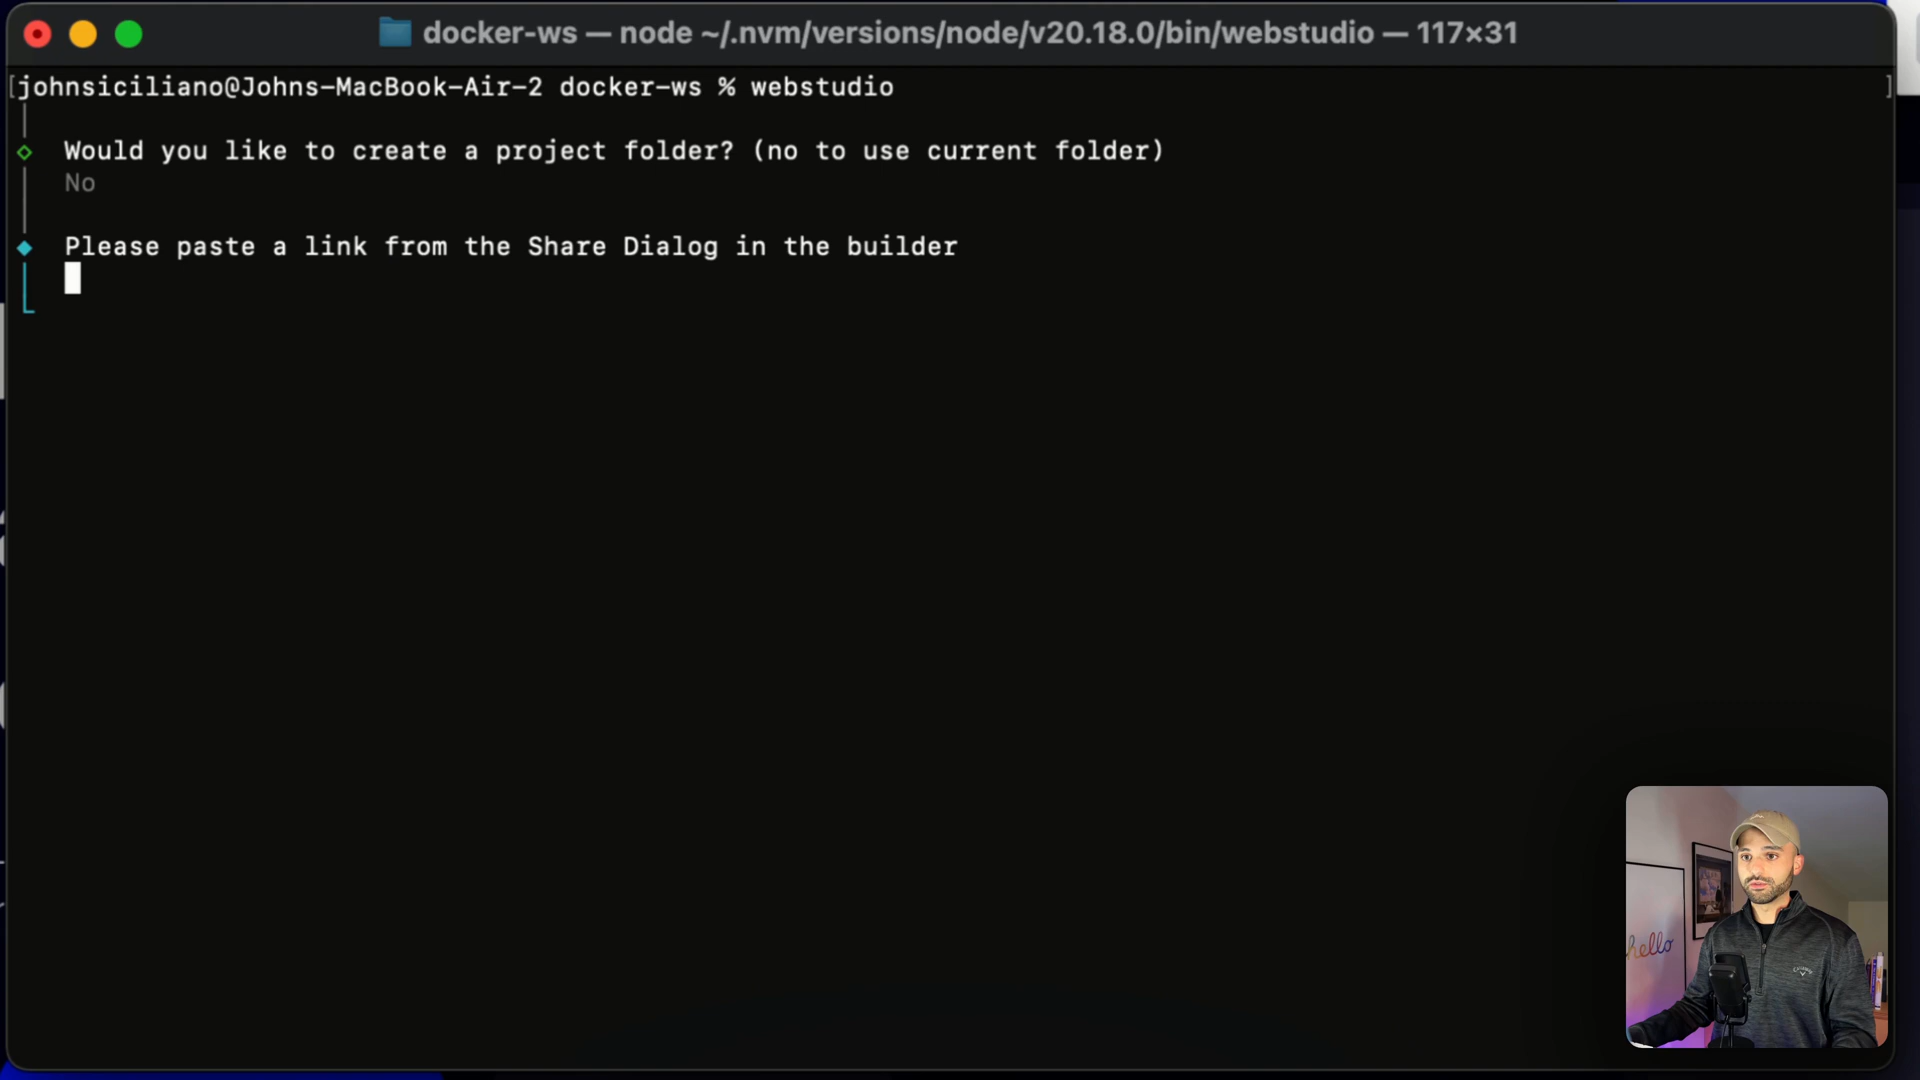 docker-ws — node ~/.nvm/versions/node/v20.18.0/bin/webstudio — 117×31
[johnsiciliano@Johns-MacBook-Air-2 docker-ws % webstudio ]
Would you like to create a project folder? (no to use current folder)
No
Please paste a link from the Share Dialog in the builder
hello